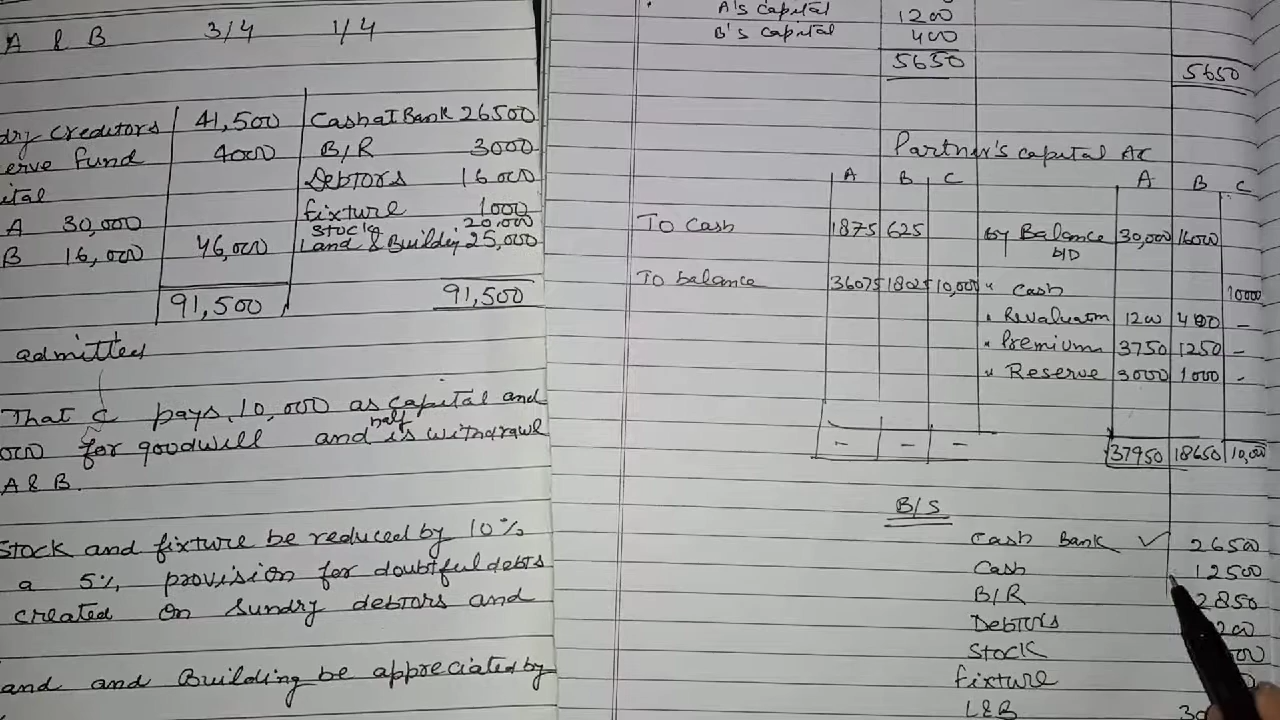 A & B 3/4 1/4
dry Creditors 41,500 Cash at Bank 26500
erve fund 4000 B/R 3000
ital Debtors 16000
fixture 1000
A 30,000 Stock 20,000
B 16,000 46,000 Land & Building 25,000
91,500 91,500
admitted
That C pays 10,000 as capital and
for goodwill and half is withdrawl
A & B.
Stock and fixture be reduced by 10%
a 5% provision for doubtful debts
created on Sundry debtors and
and and Building be appreciated by
A's capital 1200
B's capital 400
5650 5650
Partner's capital A/C
A B C A B C
To Cash 1875 625 By Balance 30,000 16000
b/D
To balance 36075 18025 10,000 " Cash 10000
" Revaluation 1200 400 -
" Premium 3750 1250 -
" Reserve 3000 1000 -
- - - 37950 18650 10,000
B/S
Cash Bank ✓ 26500
Cash 12500
B/R 2850
Debtors
Stock
fixture
L&B